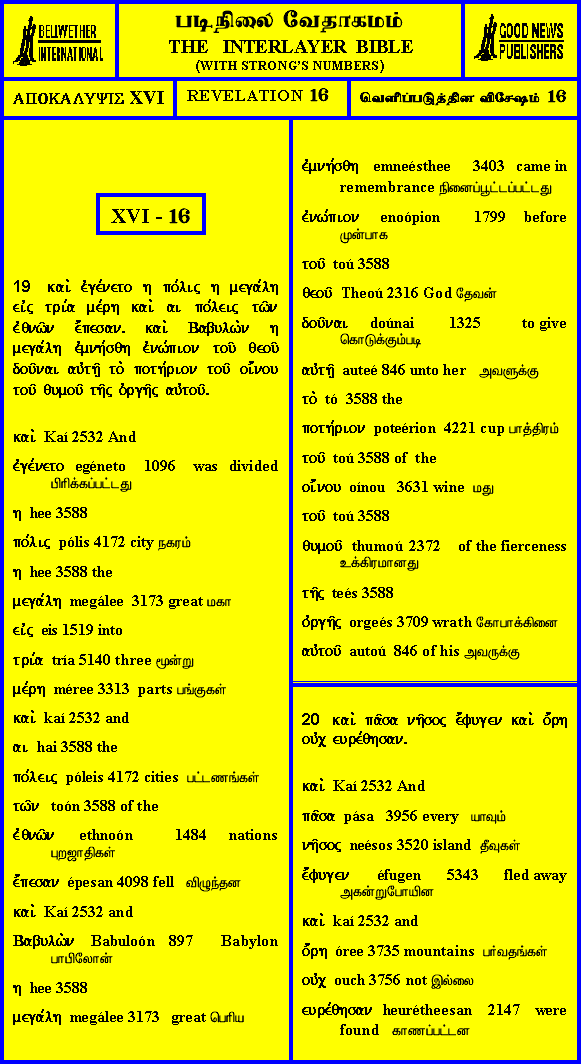 BELLWETHER
INTERNATIONAL
படிநிலை வேதாகமம்
THE INTERLAYER BIBLE
(WITH STRONG'S NUMBERS)
GOOD NEWS
PUBLISHERS
ΑΠΟΚΑΛΥΨΙΣ XVI
REVELATION 16
வெளிப்படுத்தின விசேஷம் 16
XVI - 16
19 καὶ ἐγένετο η πόλις η μεγάλη
εἰς τρία μέρη καὶ αι πόλεις τῶν
ἐθνῶν ἔπεσαν. καὶ Βαβυλὼν η
μεγάλη ἐμνήσθη ἐνώπιον τοῦ θεοῦ
δοῦναι αὐτῇ τὸ ποτήριον τοῦ οἴνου
τοῦ θυμοῦ τῆς ὀργῆς αὐτοῦ.
καὶ Kaí 2532 And
ἐγένετο egéneto 1096 was divided
பிரிக்கப்பட்டது
η hee 3588
πόλις pólis 4172 city நகரம்
η hee 3588 the
μεγάλη megálee 3173 great மகா
εἰς eis 1519 into
τρία tría 5140 three மூன்று
μέρη méree 3313 parts பங்குகள்
καὶ kaí 2532 and
αι hai 3588 the
πόλεις póleis 4172 cities பட்டணங்கள்
τῶν toón 3588 of the
ἐθνῶν ethnoón 1484 nations
புறஜாதிகள்
ἔπεσαν épesan 4098 fell விழுந்தன
καὶ Kaí 2532 and
Βαβυλὼν Babuloón 897 Babylon
பாபிலோன்
η hee 3588
μεγάλη megálee 3173 great பெரிய
ἐμνήσθη emneésthee 3403 came in
remembrance நினைப்பூட்டப்பட்டது
ἐνώπιον enoópion 1799 before
முன்பாக
τοῦ toú 3588
θεοῦ Theoú 2316 God தேவன்
δοῦναι doúnai 1325 to give
கொடுக்கும்படி
αὐτῇ auteé 846 unto her அவளுக்கு
τὸ tó 3588 the
ποτήριον poteérion 4221 cup பாத்திரம்
τοῦ toú 3588 of the
οἴνου oínou 3631 wine மது
τοῦ toú 3588
θυμοῦ thumoú 2372 of the fierceness
உக்கிரமானது
τῆς teés 3588
ὀργῆς orgeés 3709 wrath கோபாக்கினை
αὐτοῦ autoú 846 of his அவருக்கு
20 καὶ πᾶσα νῆσος ἔφυγεν καὶ ὄρη
οὐχ ευρέθησαν.
καὶ Kaí 2532 And
πᾶσα pása 3956 every யாவும்
νῆσος neésos 3520 island தீவுகள்
ἔφυγεν éfugen 5343 fled away
அகன்றுபோயின
καὶ kaí 2532 and
ὄρη óree 3735 mountains பர்வதங்கள்
οὐχ ouch 3756 not இல்லை
ευρέθησαν heurétheesan 2147 were
found காணப்பட்டன